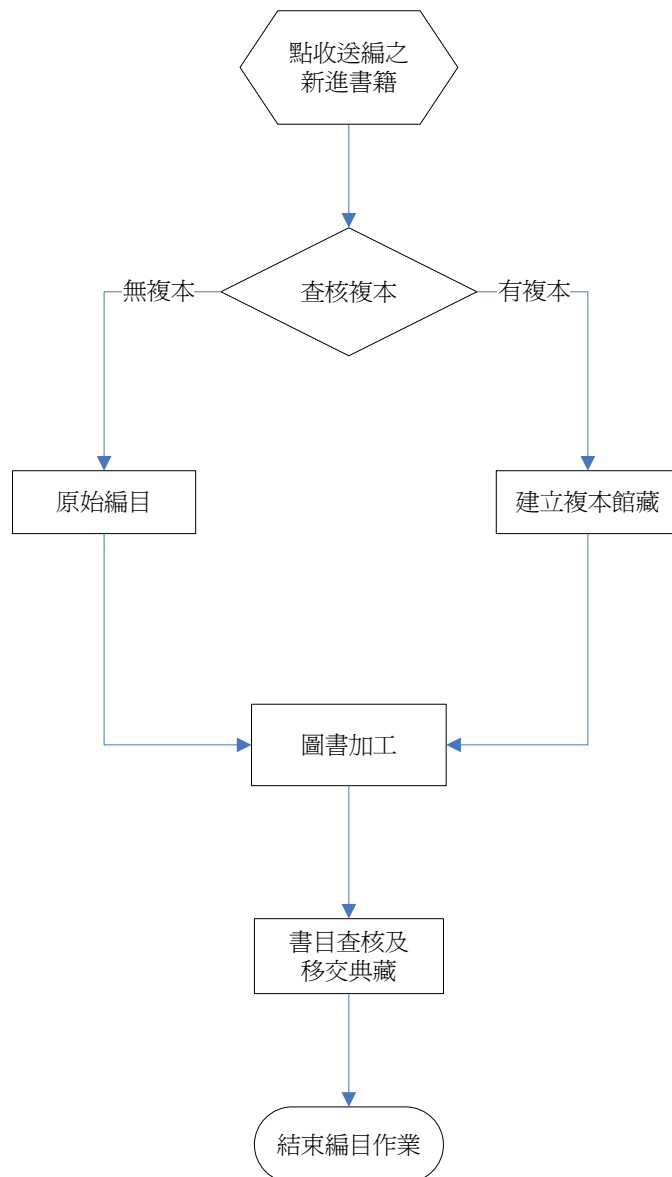 點收送編之
新進書籍
無複本
查核複本
有複本
原始編目
建立複本館藏
圖書加工
書目查核及
移交典藏
結束編目作業